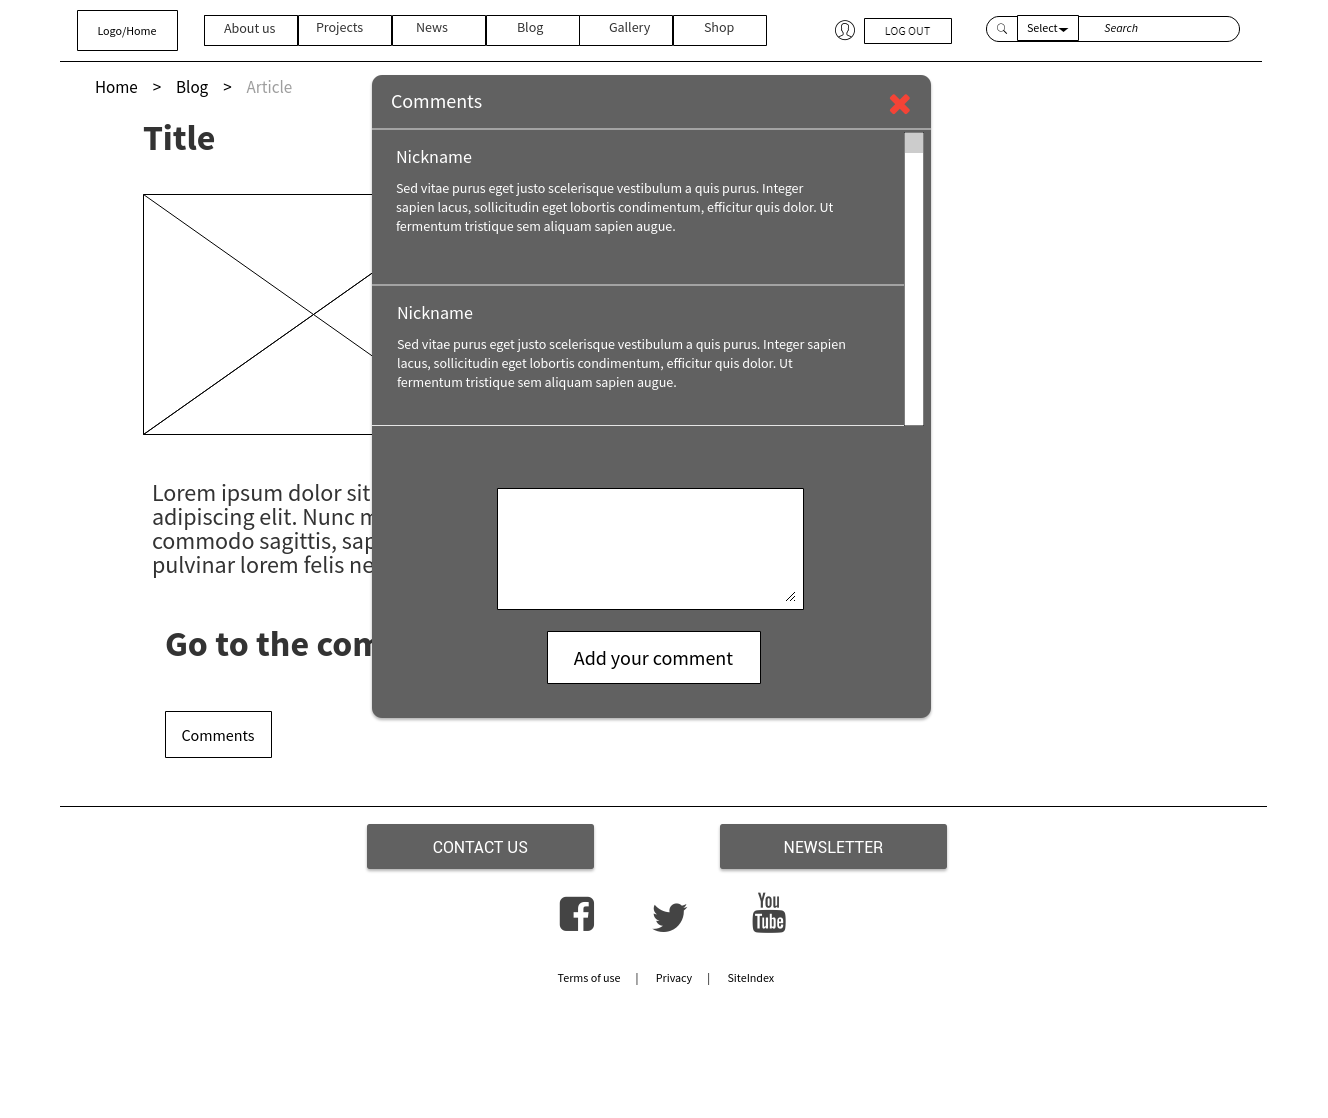 Logo/Home
About us
Projects
News
Blog
Gallery
Shop
LOG OUT
Select
Search
Home > Blog > Article
Title
Comments
Nickname
Sed vitae purus eget justo scelerisque vestibulum a quis purus. Integer
sapien lacus, sollicitudin eget lobortis condimentum, efficitur quis dolor. Ut
fermentum tristique sem aliquam sapien augue.
Nickname
Sed vitae purus eget justo scelerisque vestibulum a quis purus. Integer sapien
lacus, sollicitudin eget lobortis condimentum, efficitur quis dolor. Ut
fermentum tristique sem aliquam sapien augue.
Lorem ipsum dolor sit
adipiscing elit. Nunc
commodo sagittis,
pulvinar lorem felis
Go to the
Add your comment
Comments
CONTACT US
NEWSLETTER
You
Tube
Terms of use | Privacy | SiteIndex